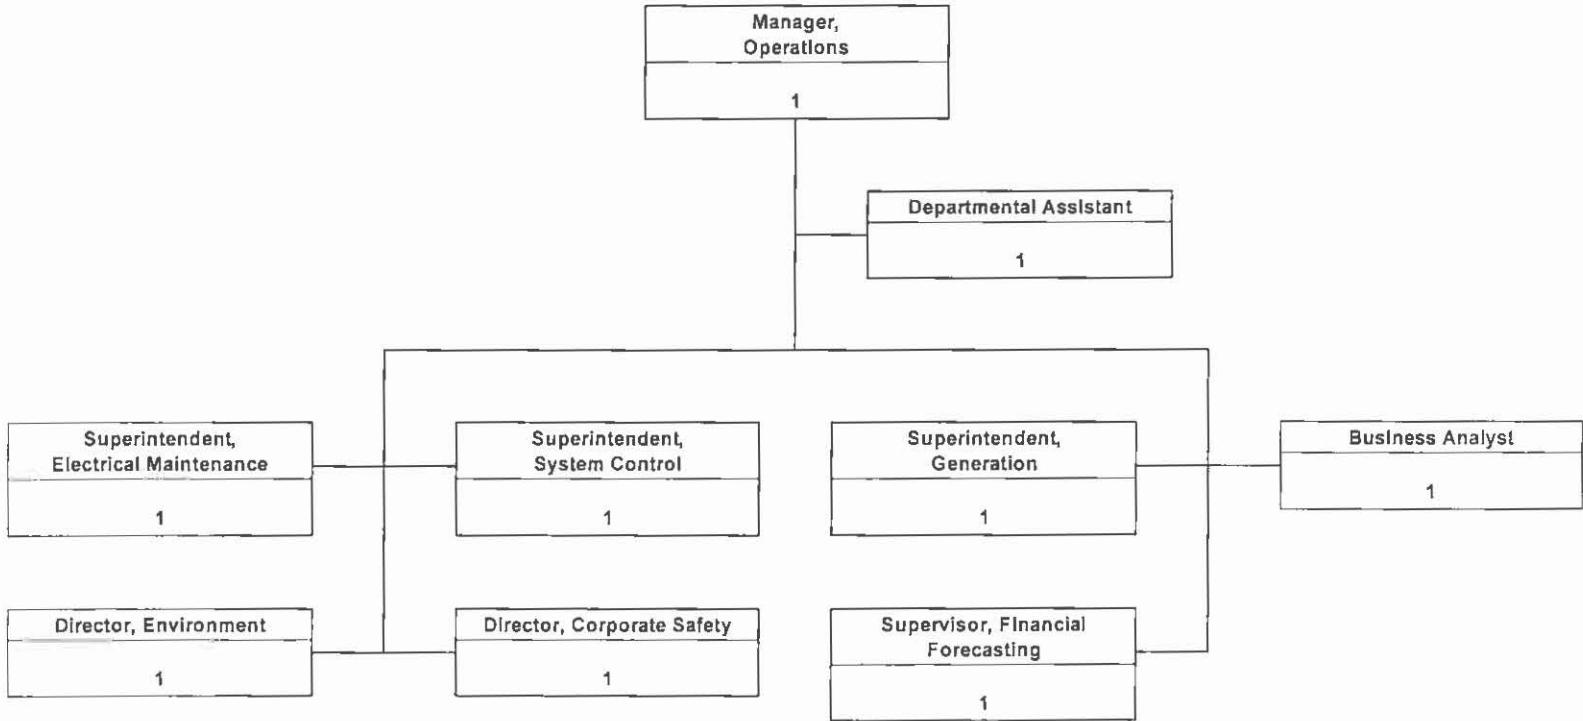 Manager,
Operations
1
Departmental Assistant
1
Superintendent,
Electrical Maintenance
1
Superintendent,
System Control
1
Superintendent,
Generation
1
Business Analyst
1
Director, Environment
1
Director, Corporate Safety
1
Supervisor, Financial
Forecasting
1